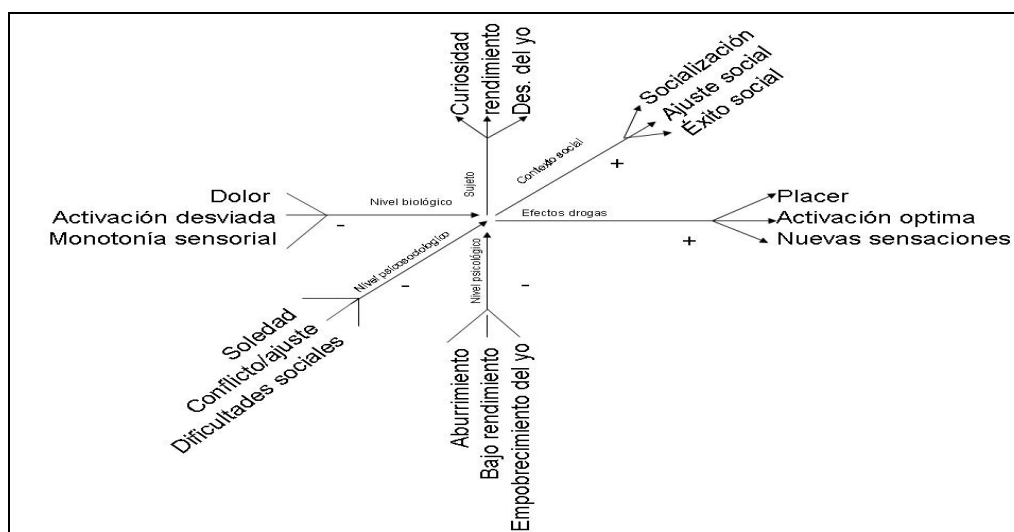 Curiosidad
rendimiento
Des. del yo
Socialización
Ajuste social
Éxito social
Contexto social
+
Sujeto
Dolor
Activación desviada
Monotonía sensorial
Nivel biológico
-
Efectos drogas
+
Placer
Activación optima
Nuevas sensaciones
Nivel psicosociológico
-
Soledad
Conflicto/ajuste
Dificultades sociales
Nivel psicológico
-
Aburrimiento
Bajo rendimiento
Empobrecimiento del yo